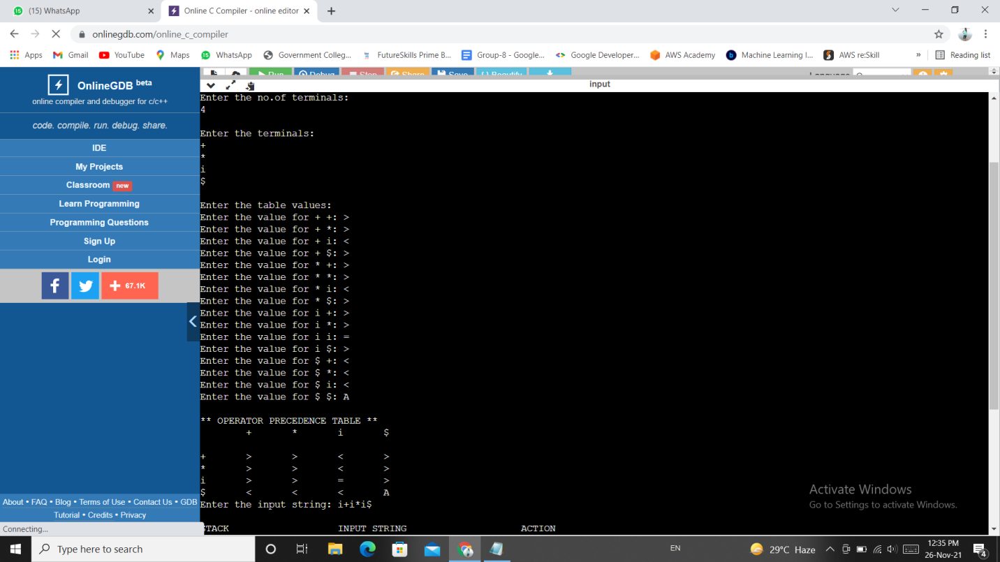 (15) WhatsApp
Online C Compiler - online editor
onlinegdb.com/online_c_compiler
Apps Gmail YouTube Maps WhatsApp Government Colleg... FutureSkills Prime B... Group-8 - Google... Google Developer... AWS Academy Machine Learning I... AWS re:Skill » Reading list
OnlineGDB beta
online compiler and debugger for c/c++
code. compile. run. debug. share.
IDE
My Projects
Classroom new
Learn Programming
Programming Questions
Sign Up
Login
67.1K
About • FAQ • Blog • Terms of Use • Contact Us • GDB
Tutorial • Credits • Privacy
Connecting...
Run Debug Stop Share Save { } Beautify Language
input
Enter the no.of terminals:
4
Enter the terminals:
+
*
i
$
Enter the table values:
Enter the value for + +: >
Enter the value for + *: >
Enter the value for + i: <
Enter the value for + $: >
Enter the value for * +: >
Enter the value for * *: >
Enter the value for * i: <
Enter the value for * $: >
Enter the value for i +: >
Enter the value for i *: >
Enter the value for i i: =
Enter the value for i $: >
Enter the value for $ +: <
Enter the value for $ *: <
Enter the value for $ i: <
Enter the value for $ $: A
** OPERATOR PRECEDENCE TABLE **
+ * i $
+ > > < >
* > > < >
i > > = >
$ < < < A
Enter the input string: i+i*i$
STACK INPUT STRING ACTION
Activate Windows
Go to Settings to activate Windows.
Type here to search
EN
29°C Haze
12:35 PM
26-Nov-21
4